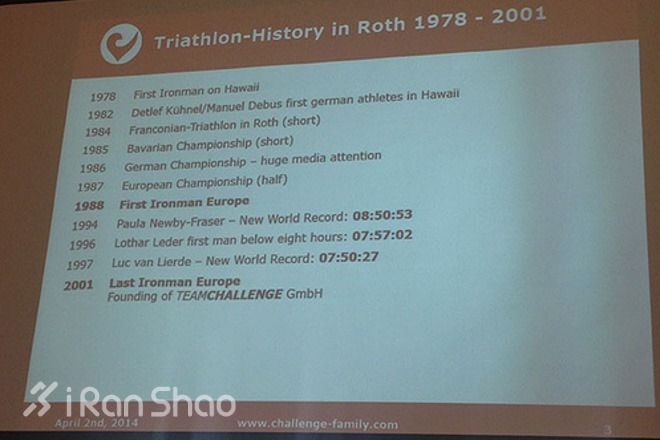 Triathlon-History in Roth 1978 - 2001
1978 First Ironman on Hawaii
1982 Detlef Kühnel/Manuel Debus first german athletes in Hawaii
1984 Franconian-Triathlon in Roth (short)
1985 Bavarian Championship (short)
1986 German Championship – huge media attention
1987 European Championship (half)
1988 First Ironman Europe
1994 Paula Newby-Fraser – New World Record: 08:50:53
1996 Lothar Leder first man below eight hours: 07:57:02
1997 Luc van Lierde – New World Record: 07:50:27
2001 Last Ironman Europe
Founding of TEAMCHALLENGE GmbH
iRanShao
April 2nd, 2014 www.challenge-family.com 3